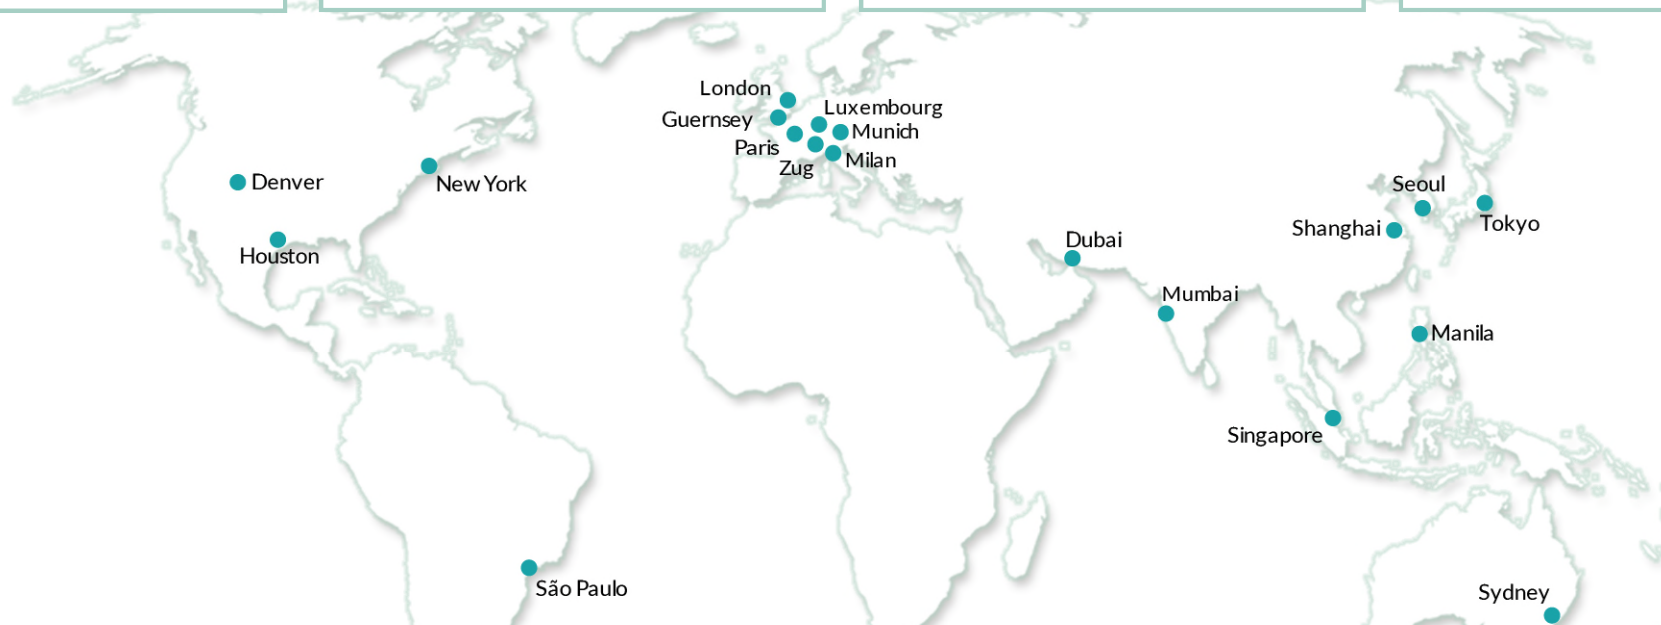 London
Luxembourg
Guernsey
Munich
Paris
Milan
Zug
Denver
New York
Houston
Seoul
Tokyo
Shanghai
Dubai
Mumbai
Manila
Singapore
São Paulo
Sydney